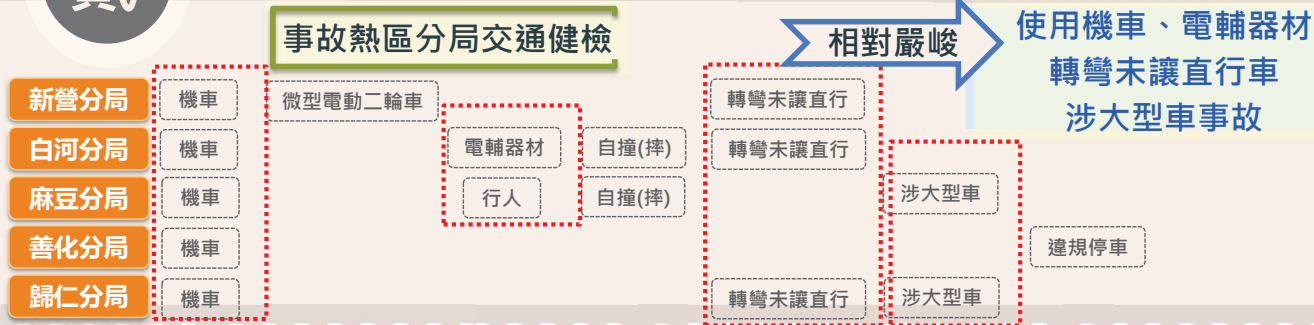 事故熱區分局交通健檢
相對嚴峻
使用機車、電輔器材
轉彎未讓直行車
涉大型車事故
新營分局 機車 微型電動二輪車 轉彎未讓直行
白河分局 機車 電輔器材 自撞(摔) 轉彎未讓直行
麻豆分局 機車 行人 自撞(摔) 涉大型車
善化分局 機車 違規停車
歸仁分局 機車 轉彎未讓直行 涉大型車